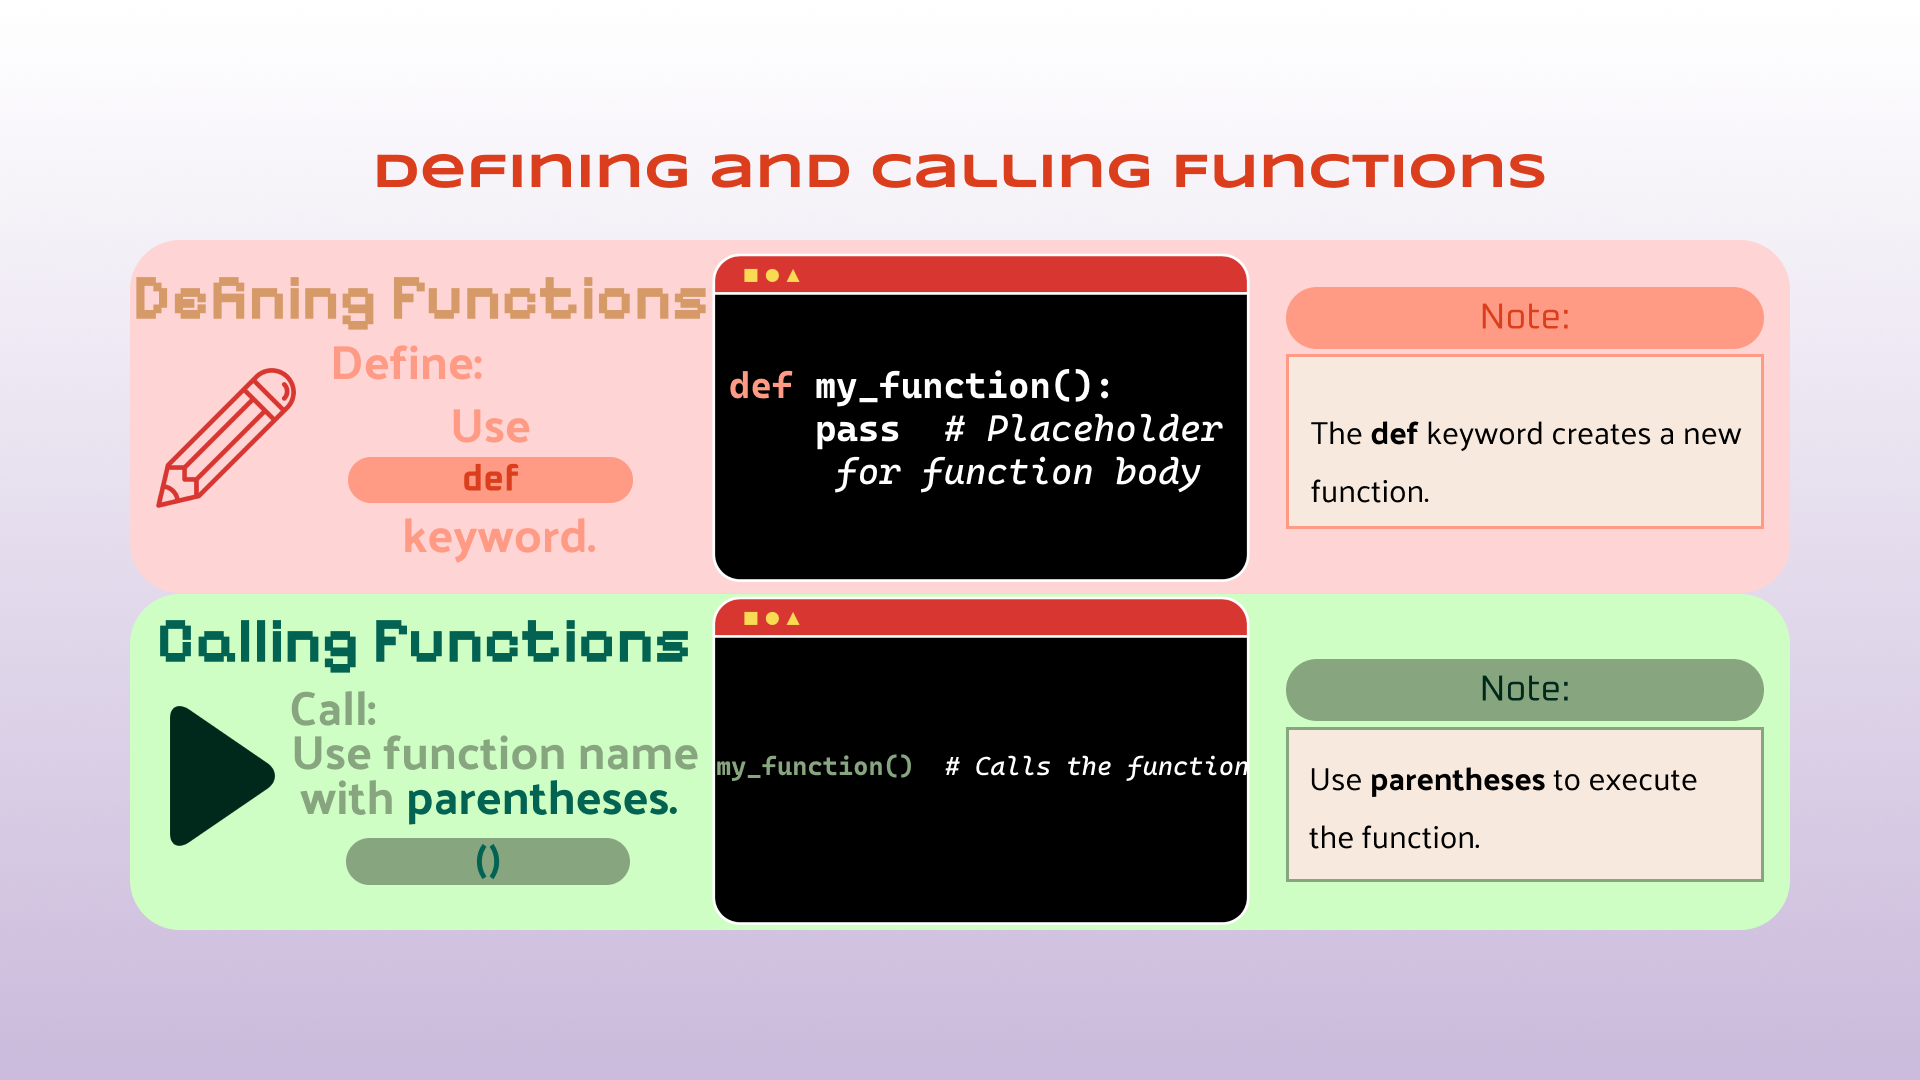 Defining and Calling Functions
Defining Functions
Define:
Use
def
keyword.
def my_function():
pass # Placeholder
for function body
Note:
The def keyword creates a new
function.
Calling Functions
Call:
Use function name
with parentheses.
()
my_function() # Calls the function
Note:
Use parentheses to execute
the function.